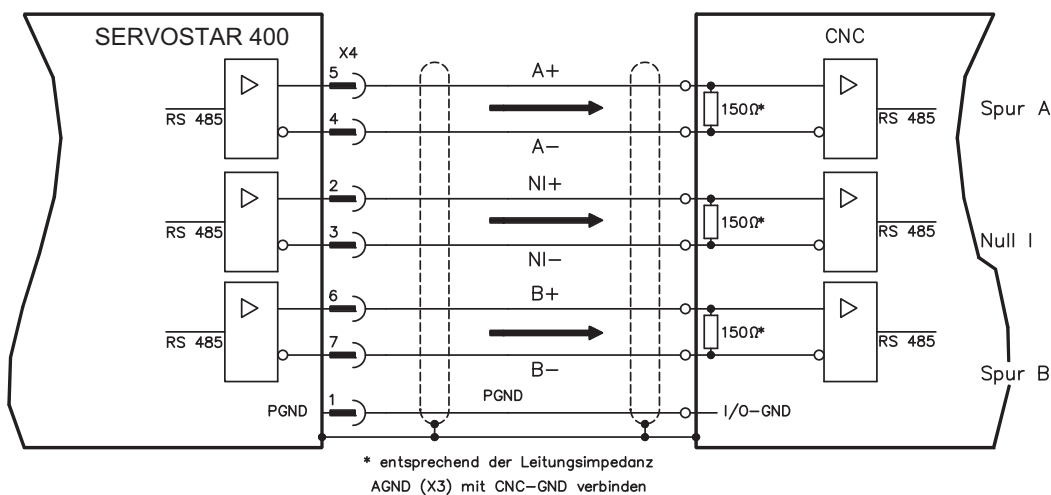 SERVOSTAR 400
CNC
X4
5
A+
RS 485
150Ω*
RS 485
Spur A
4
A−
2
NI+
RS 485
150Ω*
RS 485
Null I
3
NI−
6
B+
RS 485
150Ω*
RS 485
7
B−
Spur B
PGND
1
PGND
I/O−GND
* entsprechend der Leitungsimpedanz
AGND (X3) mit CNC−GND verbinden